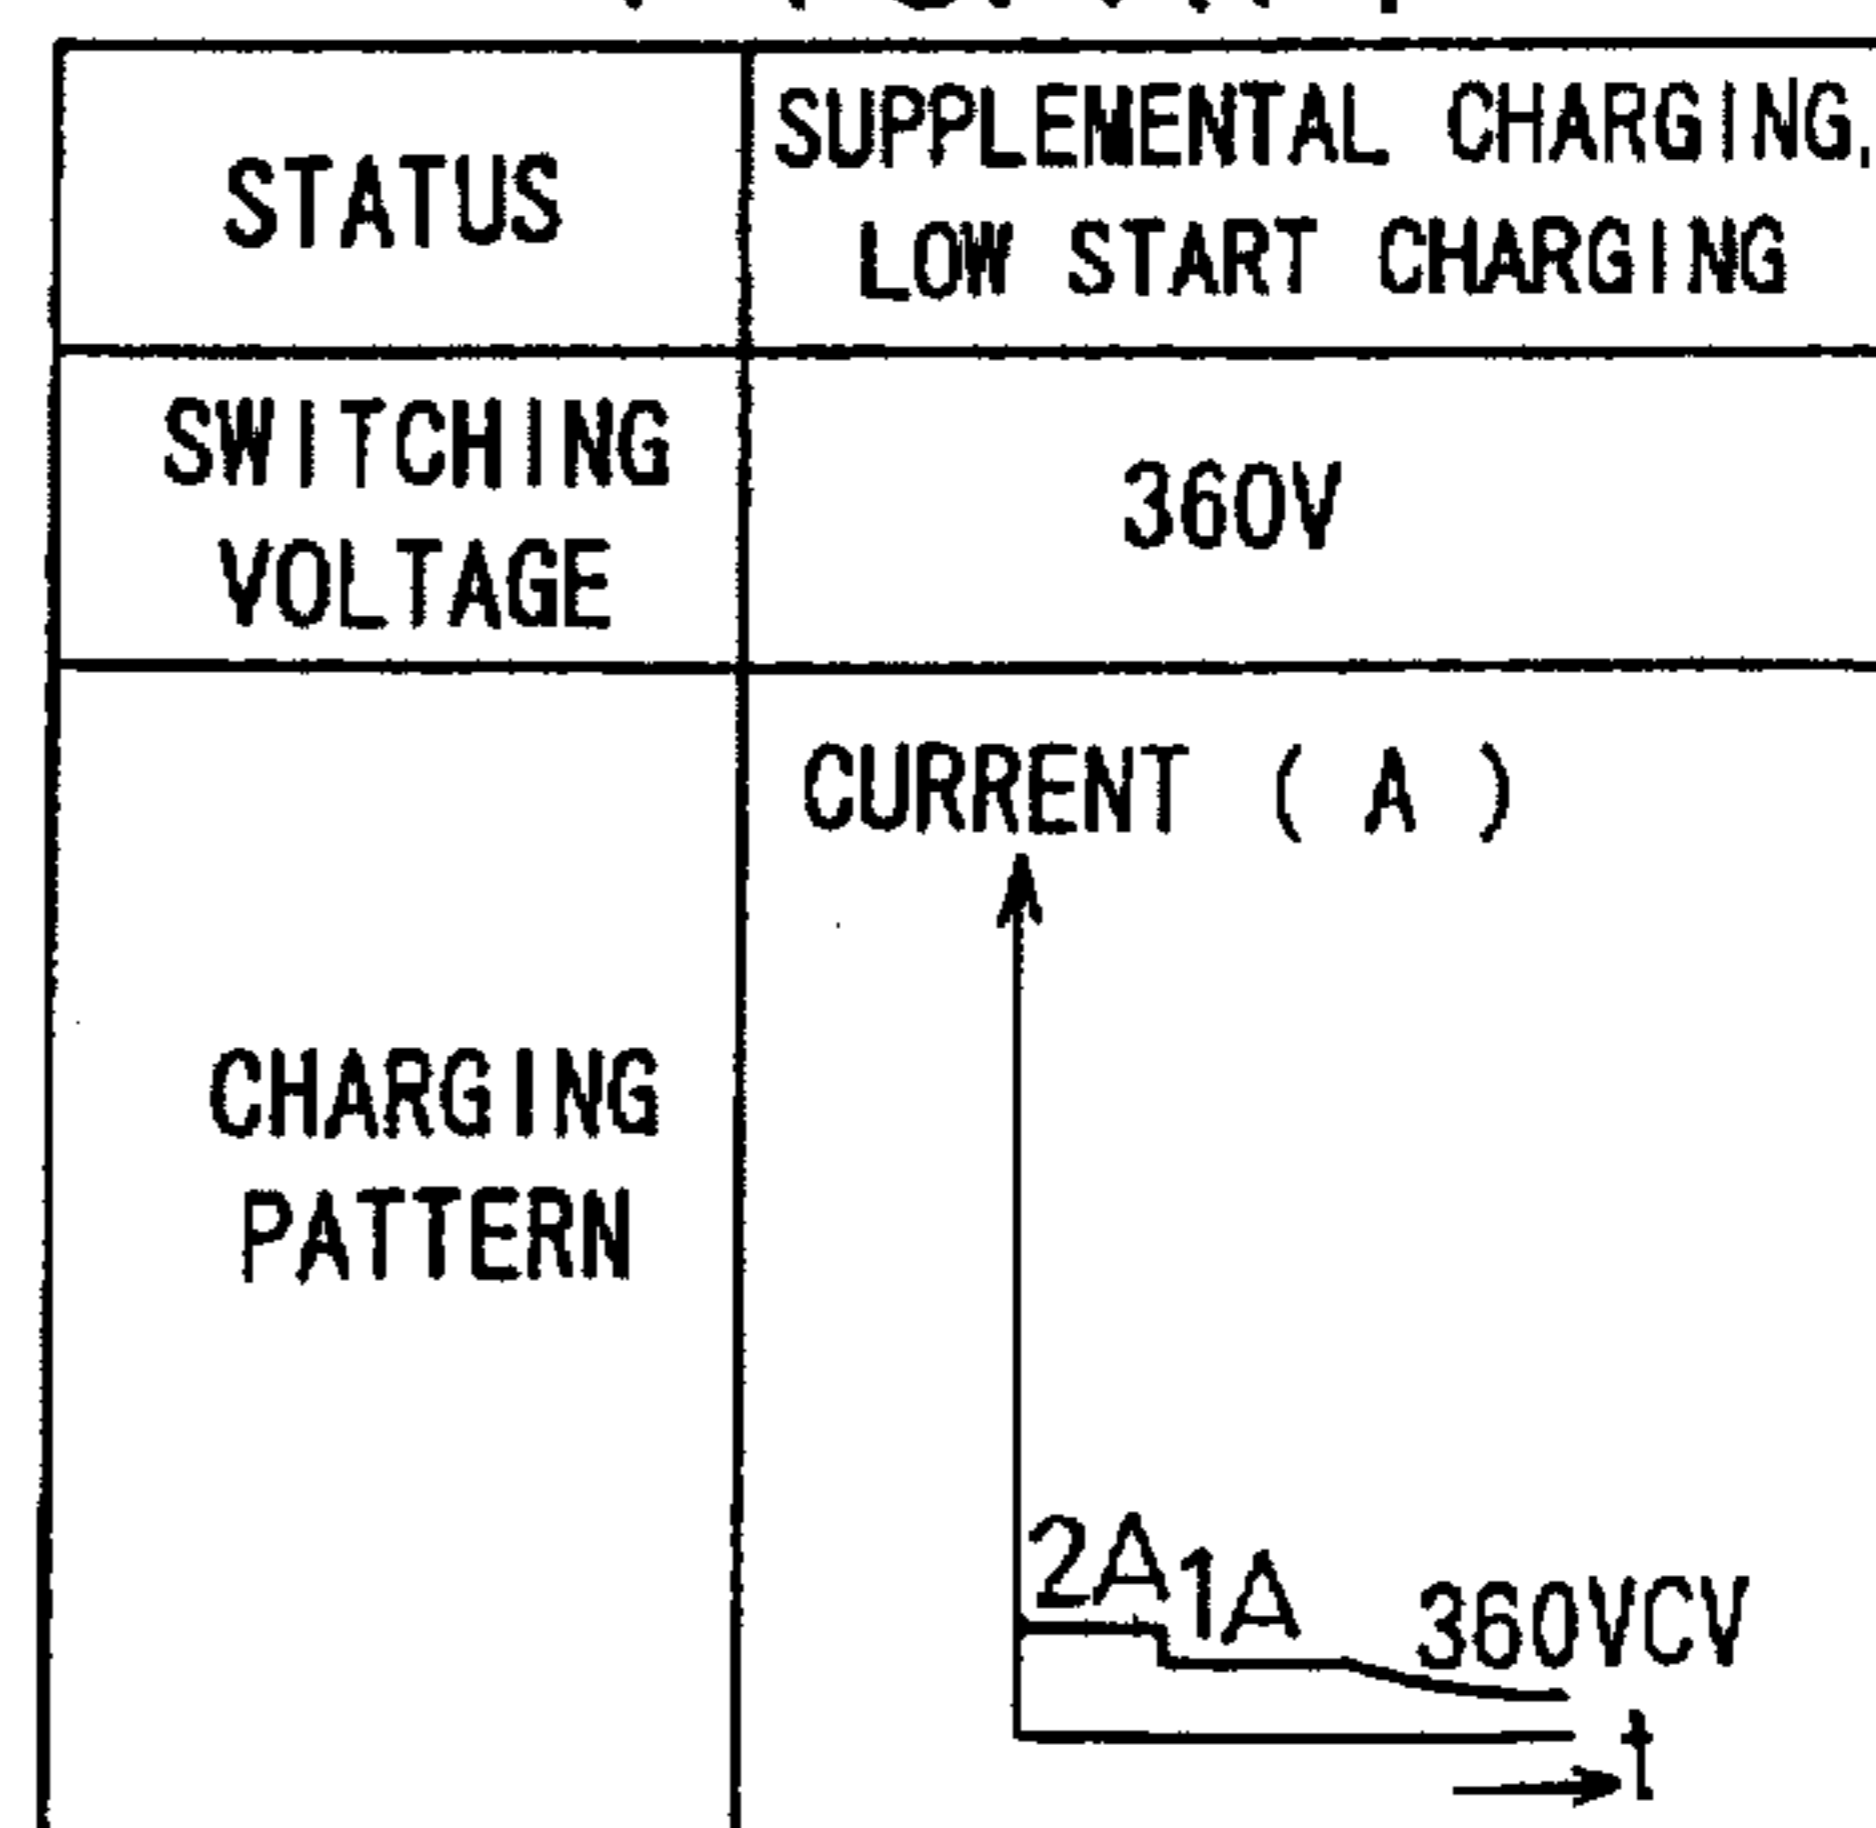 STATUS
SUPPLEMENTAL CHARGING,
LOW START CHARGING
SWITCHING
VOLTAGE
360V
CHARGING
PATTERN
CURRENT ( A )
2A 1A 360VCV
t